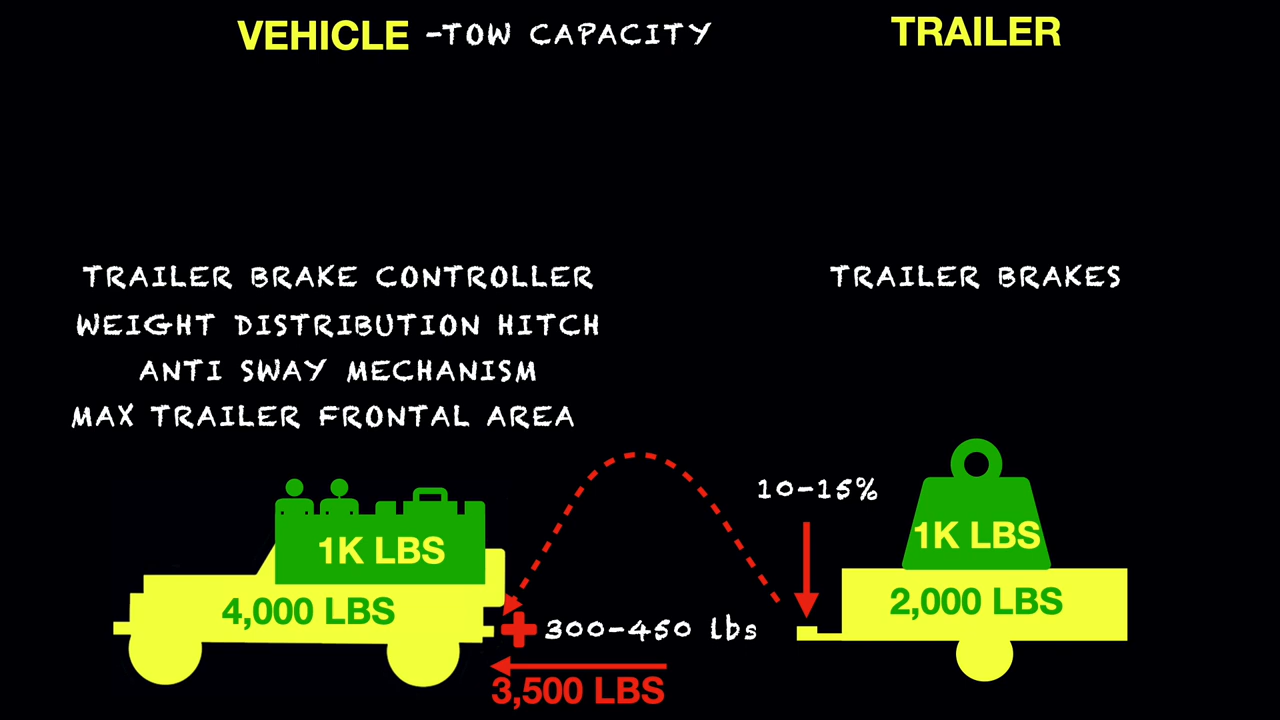 VEHICLE -TOW CAPACITY
TRAILER
TRAILER BRAKE CONTROLLER
WEIGHT DISTRIBUTION HITCH
ANTI SWAY MECHANISM
MAX TRAILER FRONTAL AREA
TRAILER BRAKES
10-15%
1K LBS
4,000 LBS
300-450 lbs
3,500 LBS
1K LBS
2,000 LBS